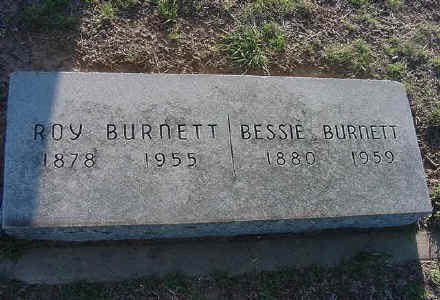 ROY BURNETT
1878 1955
BESSIE BURNETT
1880 1959